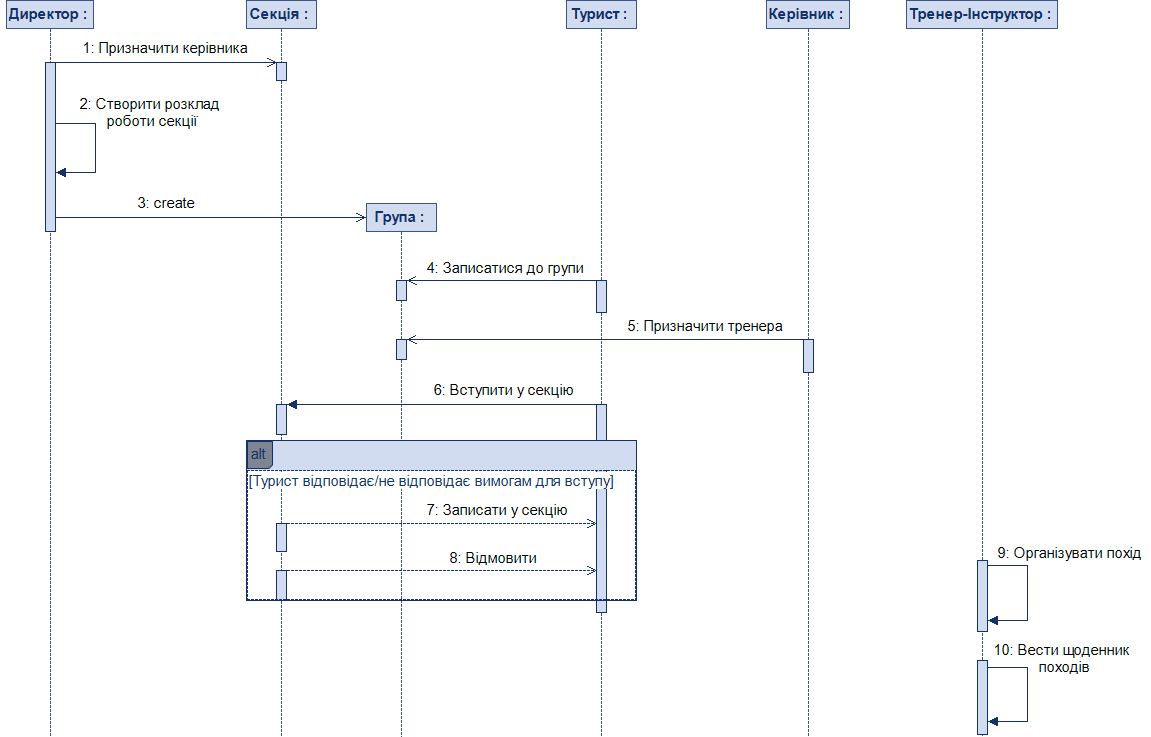 Директор :
Секція :
Турист :
Керівник :
Тренер-Інструктор :
1: Призначити керівника
2: Створити розклад
роботи секції
3: create
Група :
4: Записатися до групи
5: Призначити тренера
6: Вступити у секцію
alt
[Турист відповідає/не відповідає вимогам для вступу]
7: Записати у секцію
8: Відмовити
9: Організувати похід
10: Вести щоденник
походів